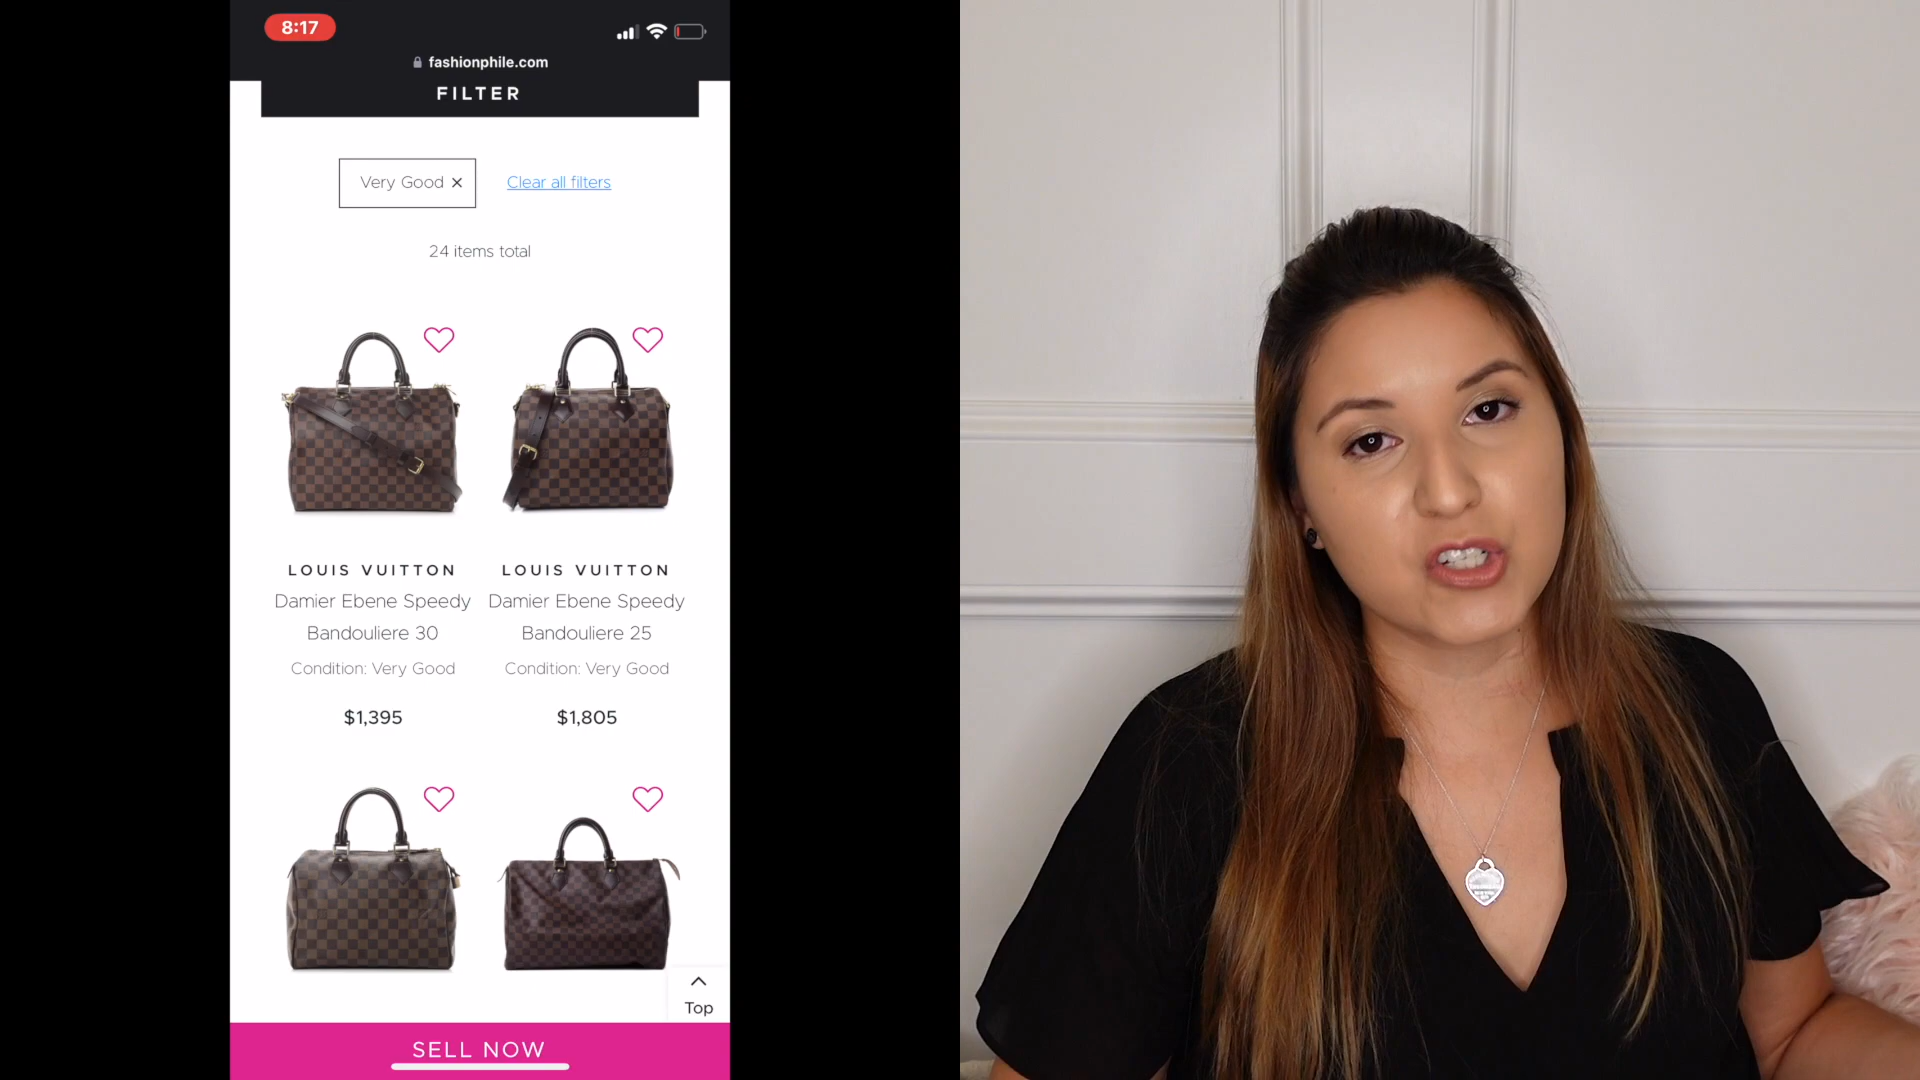 8:17
fashionphile.com
FILTER
Very Good ×
Clear all filters
24 items total
LOUIS VUITTON
Damier Ebene Speedy
Bandouliere 30
Condition: Very Good
$1,395
LOUIS VUITTON
Damier Ebene Speedy
Bandouliere 25
Condition: Very Good
$1,805
Top
SELL NOW